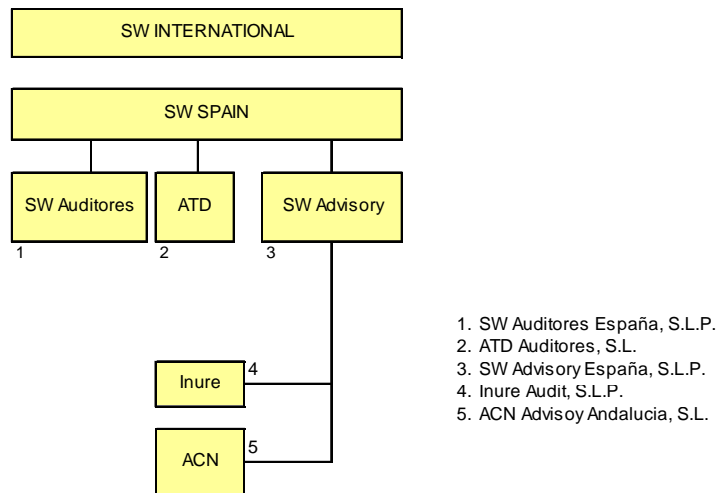 SW INTERNATIONAL
SW SPAIN
SW Auditores
ATD
SW Advisory
1
2
3
Inure
4
ACN
5
1. SW Auditores España, S.L.P.
2. ATD Auditores, S.L.
3. SW Advisory España, S.L.P.
4. Inure Audit, S.L.P.
5. ACN Advisoy Andalucia, S.L.